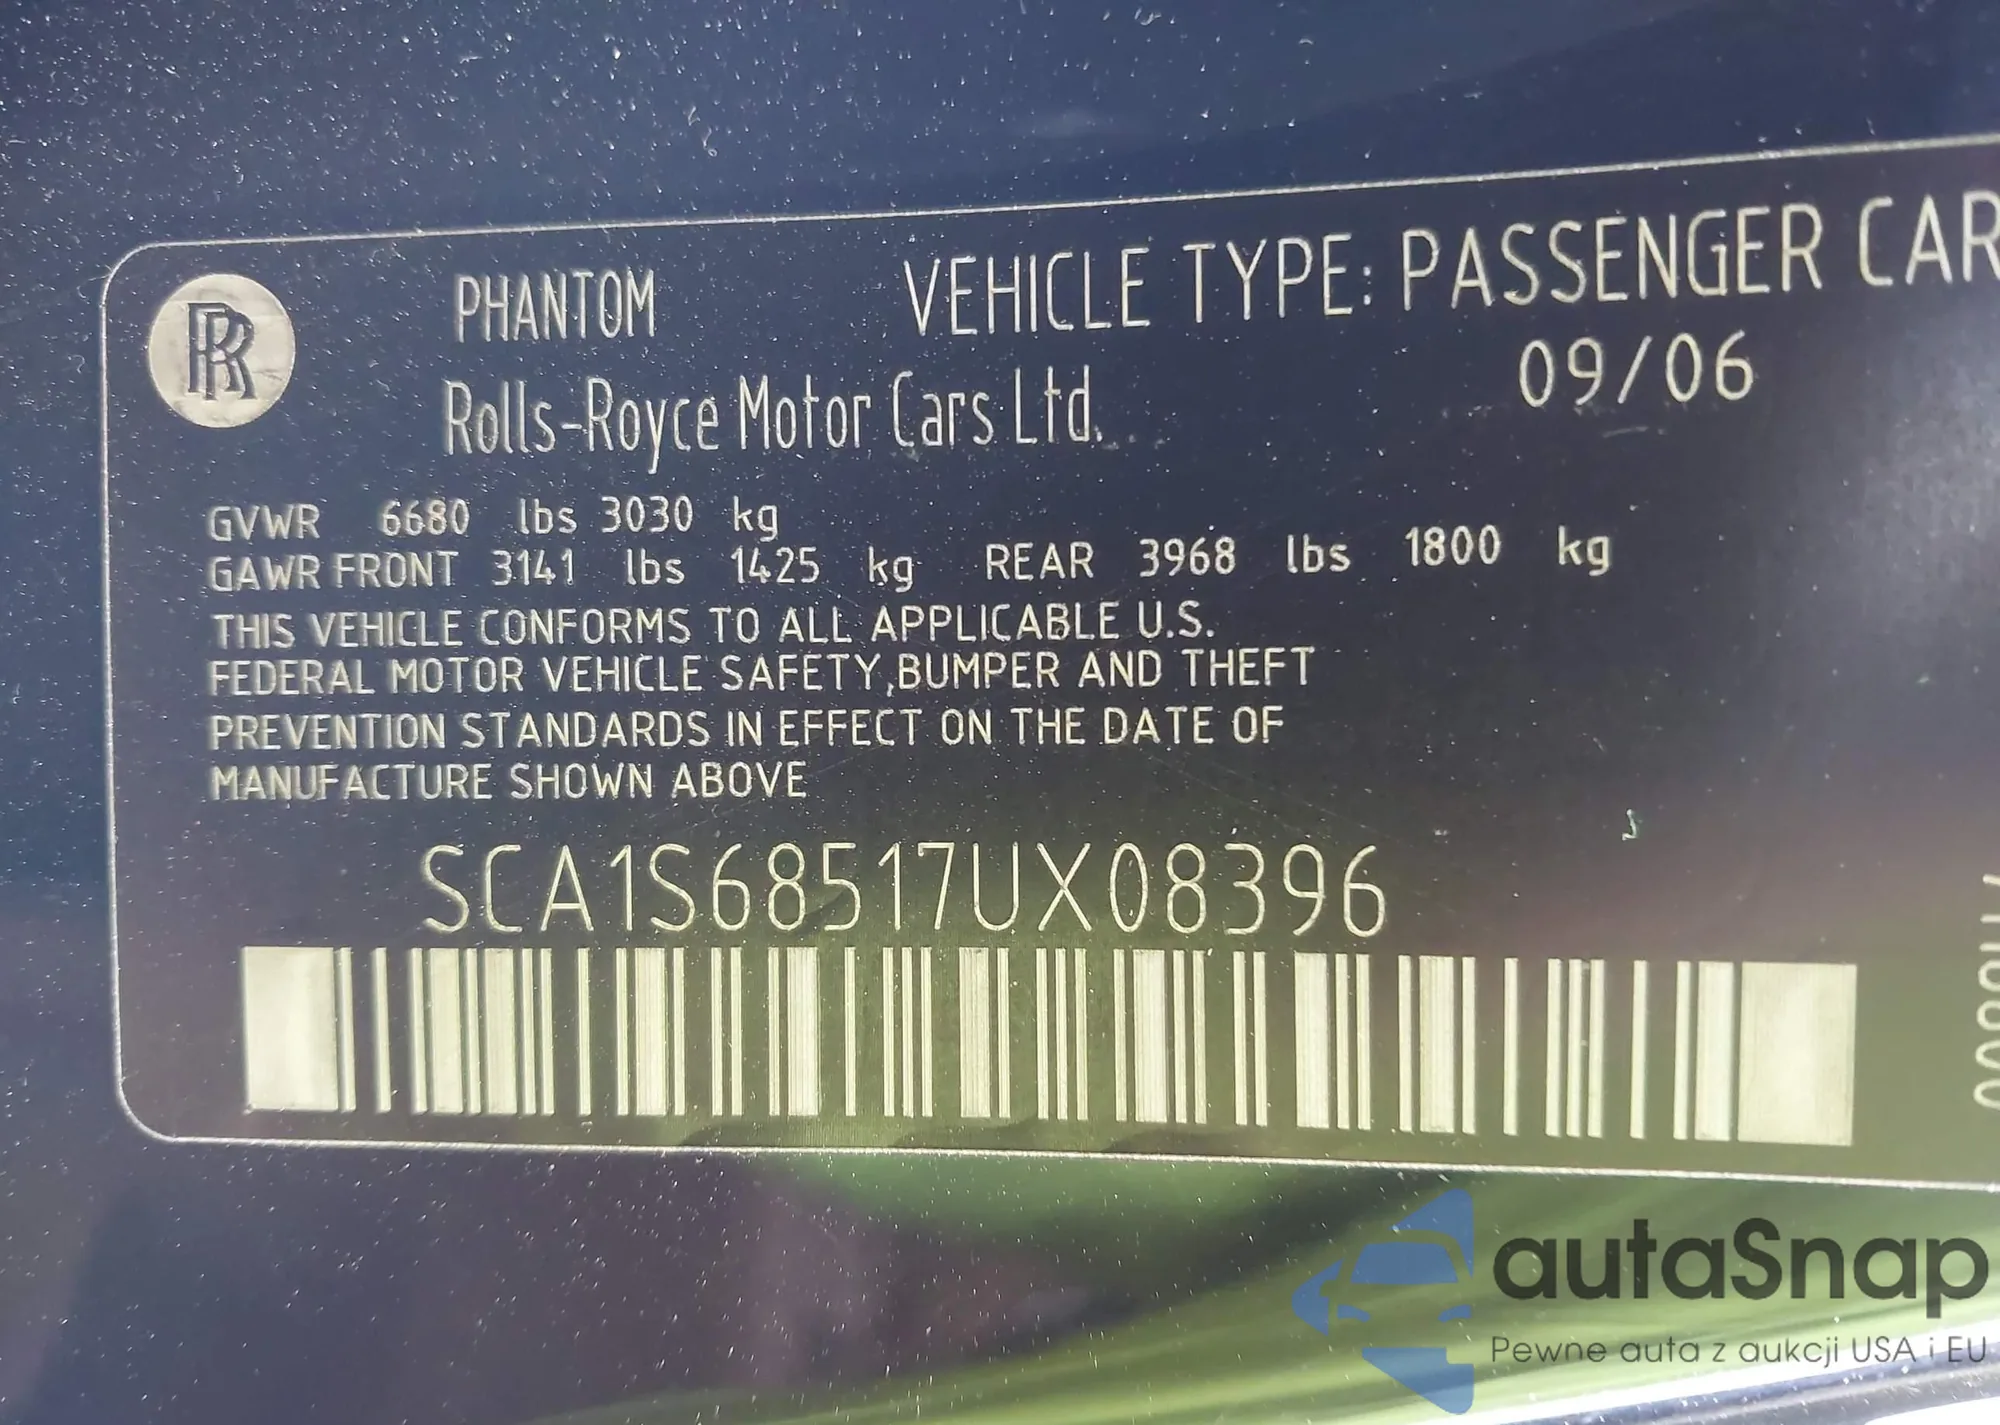 RR
PHANTOM VEHICLE TYPE: PASSENGER CAR
Rolls-Royce Motor Cars Ltd. 09/06
GVWR 6680 lbs 3030 kg
GAWR FRONT 3141 lbs 1425 kg REAR 3968 lbs 1800 kg
THIS VEHICLE CONFORMS TO ALL APPLICABLE U.S.
FEDERAL MOTOR VEHICLE SAFETY,BUMPER AND THEFT
PREVENTION STANDARDS IN EFFECT ON THE DATE OF
MANUFACTURE SHOWN ABOVE
SCA1S68517UX08396
autaSnap
Pewne auta z aukcji USA i EU